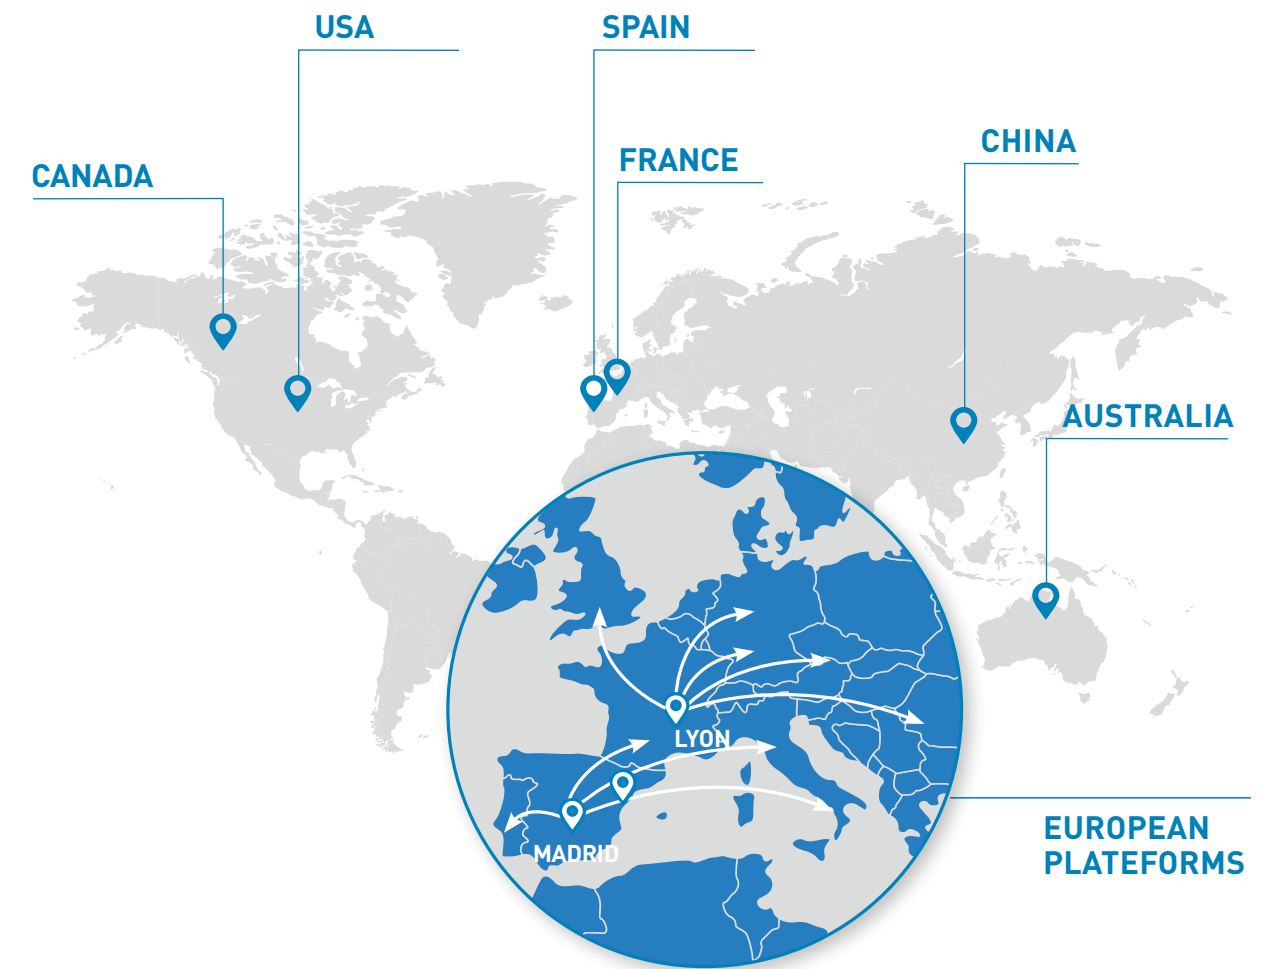 USA
SPAIN
CHINA
FRANCE
CANADA
AUSTRALIA
LYON
MADRID
EUROPEAN
PLATEFORMS